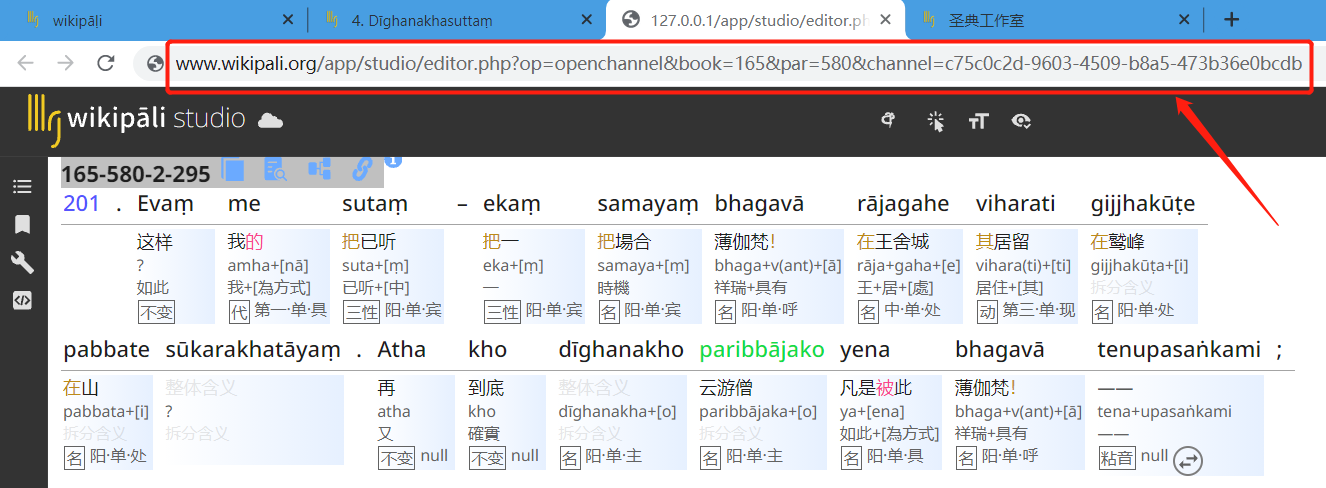 wikipāli
4. Dīghanakhasuttaṃ
127.0.0.1/app/studio/editor.ph
圣典工作室
www.wikipali.org/app/studio/editor.php?op=openchannel&book=165&par=580&channel=c75c0c2d-9603-4509-b8a5-473b36e0bcdb
wikipāli studio
165-580-2-295
1
201 . Evaṃ me sutaṃ – ekaṃ samayaṃ bhagavā rājagahe viharati gijjhakūṭe
这样 我的 把已听 把一 把場合 薄伽梵! 在王舍城 其居留 在鹫峰
? amha+[nā] suta+[ṃ] eka+[ṃ] samaya+[ṃ] bhaga+v(ant)+[ā] rāja+gaha+[e] vihara(ti)+[ti] gijjhakūṭa+[i]
如此 我+[為方式] 已听+[中] 一 時機 祥瑞+具有 王+居+[處] 居住+[其] 拆分含义
不变 代 第一·单·具 三性 阳·单·宾 三性 阳·单·宾 名 阳·单·宾 名 阳·单·呼 名 中·单·处 动 第三·单·现 名 阳·单·处
pabbate sūkarakhatāyaṃ . Atha kho dīghanakho paribbājako yena bhagavā tenupasaṅkami ;
在山 整体含义 再 到底 整体含义 云游僧 凡是被此 薄伽梵! ——
pabbata+[i] ? atha kho dīghanakha+[o] paribbājaka+[o] ya+[ena] bhaga+v(ant)+[ā] tena+upasaṅkami
拆分含义 拆分含义 又 確實 拆分含义 拆分含义 如此+[為方式] 祥瑞+具有 ——
名 阳·单·处 不变 null 不变 null 名 阳·单·主 名 阳·单·主 名 阳·单·具 名 阳·单·呼 粘音 null